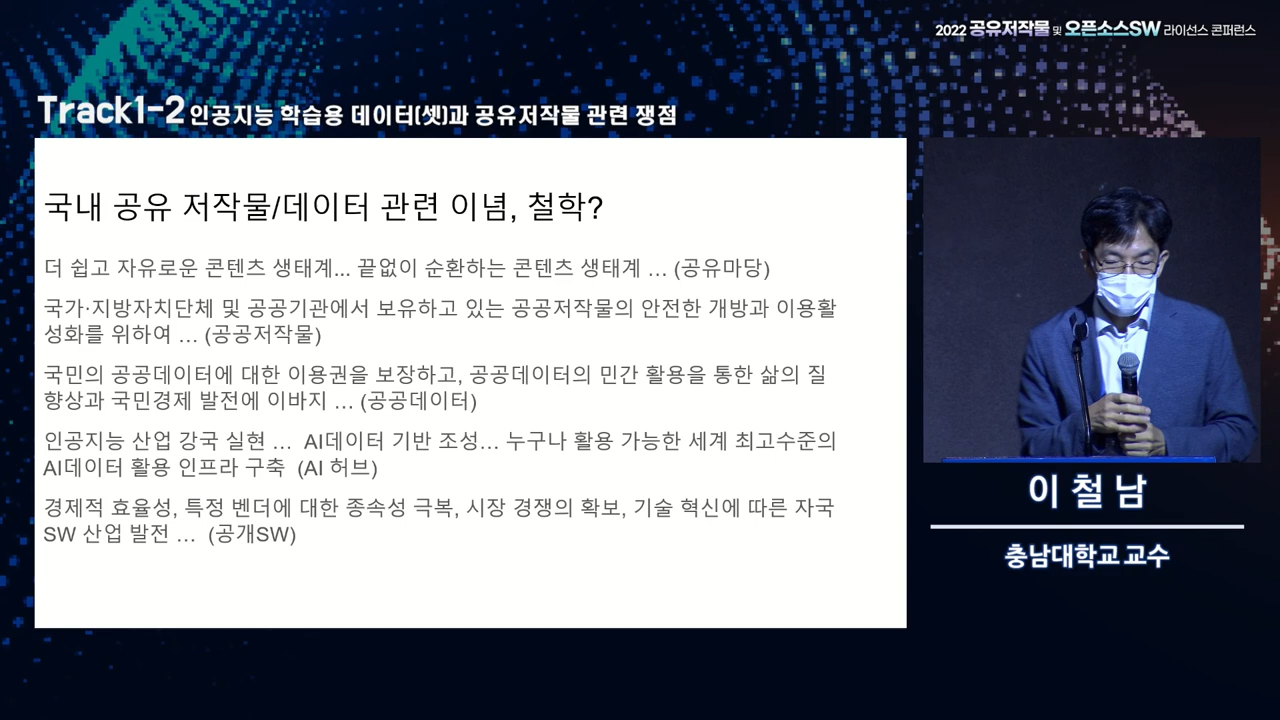 2022 공유저작물 및 오픈소스SW 라이선스 콘퍼런스
Track1-2 인공지능 학습용 데이터(셋)과 공유저작물 관련 쟁점
국내 공유 저작물/데이터 관련 이념, 철학?
더 쉽고 자유로운 콘텐츠 생태계... 끝없이 순환하는 콘텐츠 생태계 … (공유마당)
국가·지방자치단체 및 공공기관에서 보유하고 있는 공공저작물의 안전한 개방과 이용활
성화를 위하여 … (공공저작물)
국민의 공공데이터에 대한 이용권을 보장하고, 공공데이터의 민간 활용을 통한 삶의 질
향상과 국민경제 발전에 이바지 … (공공데이터)
인공지능 산업 강국 실현 … AI데이터 기반 조성… 누구나 활용 가능한 세계 최고수준의
AI데이터 활용 인프라 구축 (AI 허브)
경제적 효율성, 특정 벤더에 대한 종속성 극복, 시장 경쟁의 확보, 기술 혁신에 따른 자국
SW 산업 발전 … (공개SW)
이 철 남
충남대학교 교수